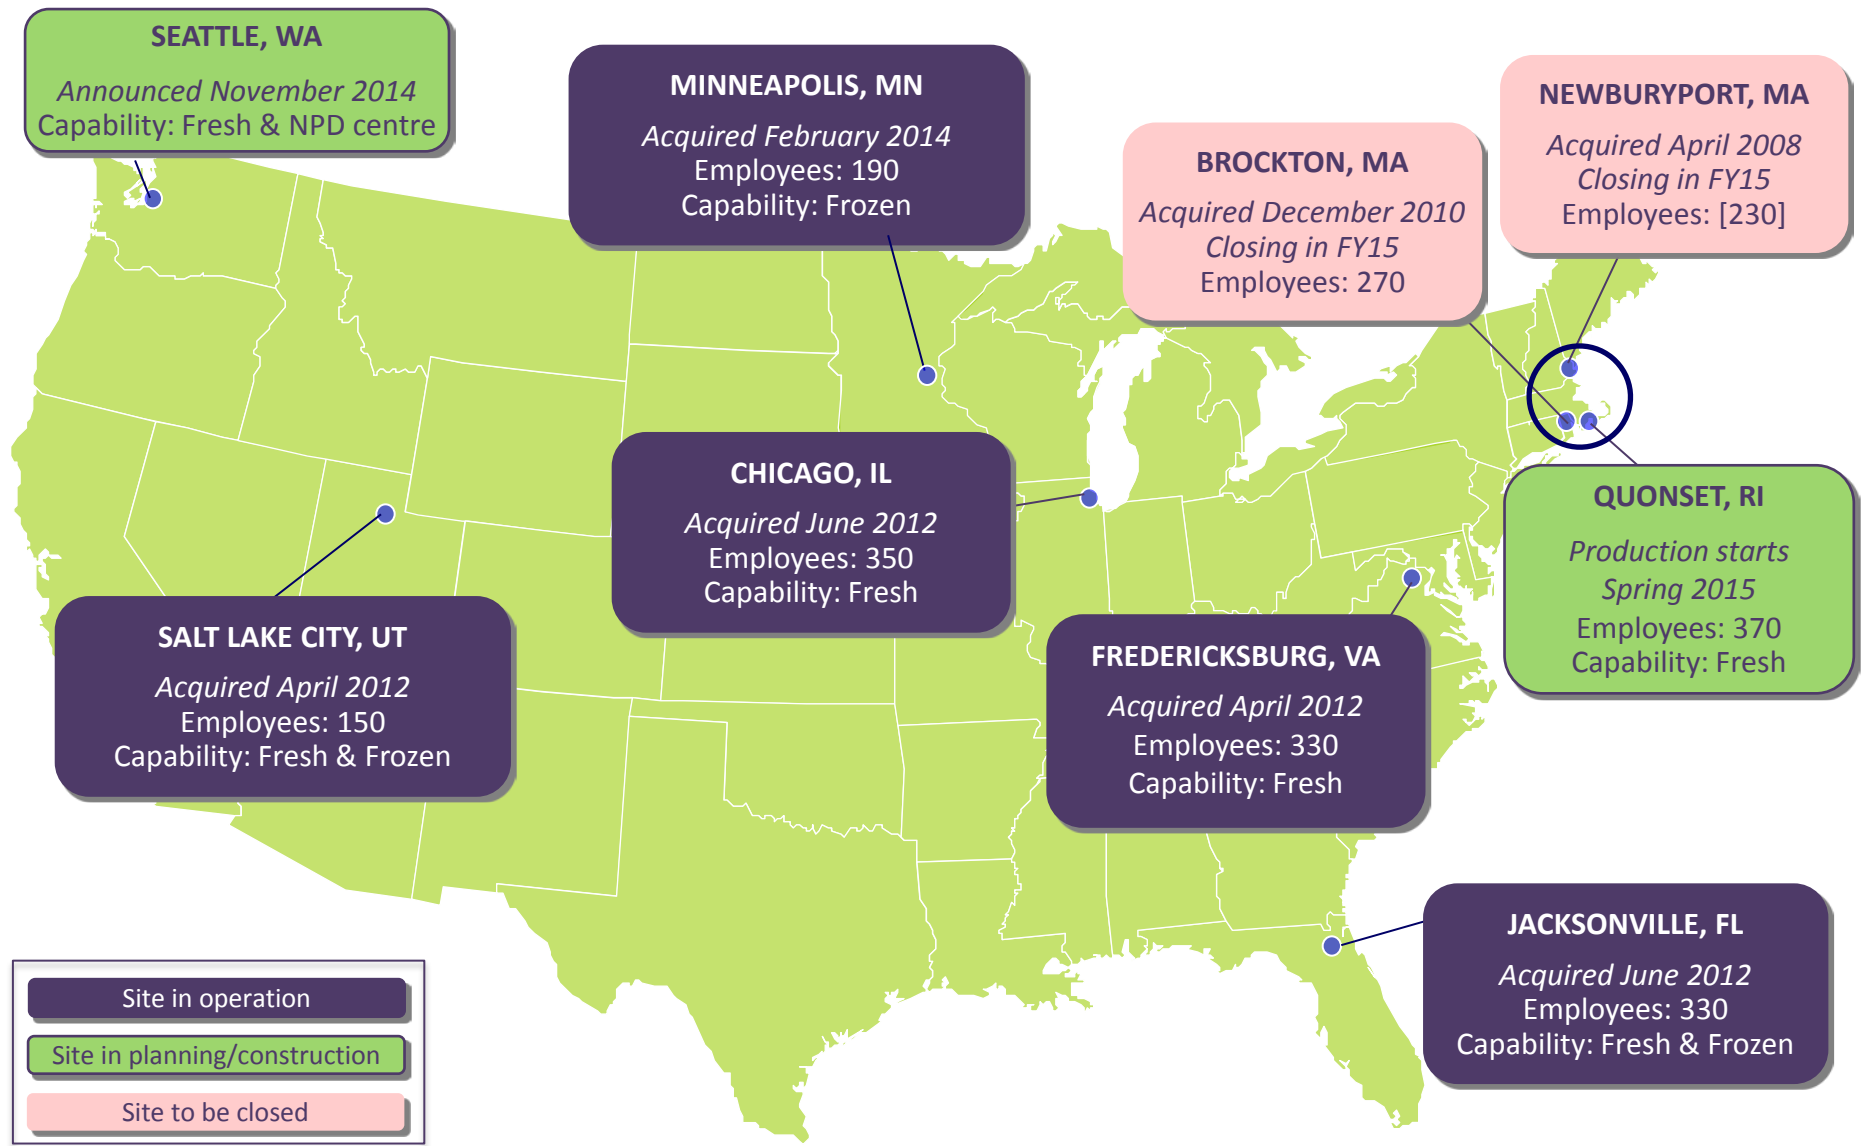 SEATTLE, WA
Announced November 2014
Capability: Fresh & NPD centre
MINNEAPOLIS, MN
Acquired February 2014
Employees: 190
Capability: Frozen
NEWBURYPORT, MA
Acquired April 2008
Closing in FY15
Employees: [230]
BROCKTON, MA
Acquired December 2010
Closing in FY15
Employees: 270
CHICAGO, IL
Acquired June 2012
Employees: 350
Capability: Fresh
QUONSET, RI
Production starts
Spring 2015
Employees: 370
Capability: Fresh
SALT LAKE CITY, UT
Acquired April 2012
Employees: 150
Capability: Fresh & Frozen
FREDERICKSBURG, VA
Acquired April 2012
Employees: 330
Capability: Fresh
JACKSONVILLE, FL
Acquired June 2012
Employees: 330
Capability: Fresh & Frozen
Site in operation
Site in planning/construction
Site to be closed